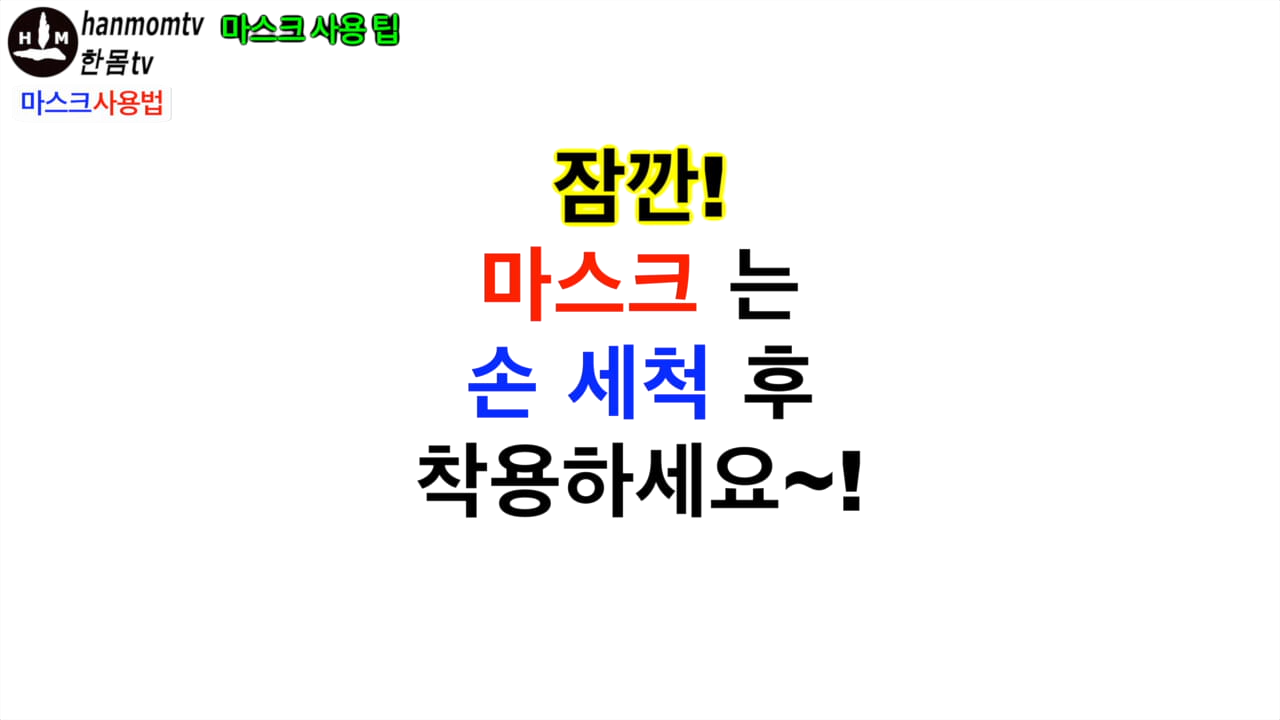 H M
hanmomtv
한몸tv
마스크 사용 팁
마스크사용법
잠깐!
마스크 는
손 세척 후
착용하세요~!